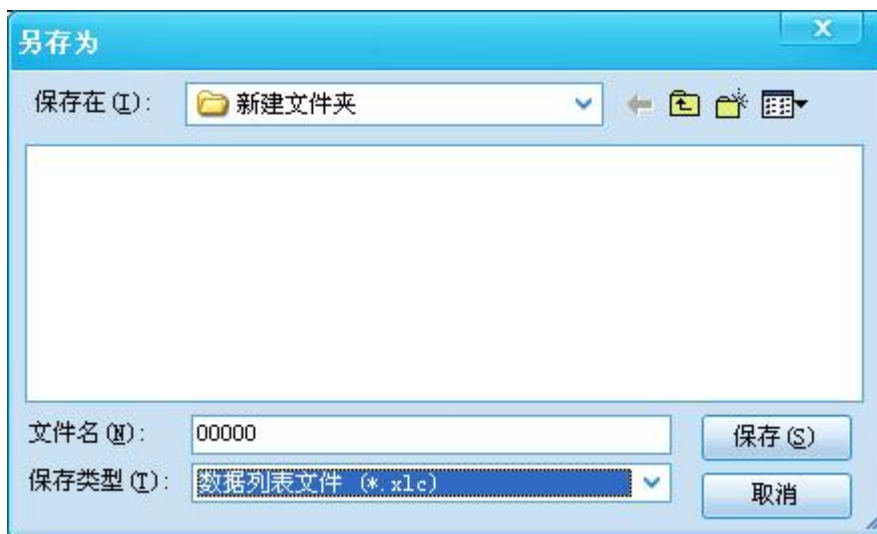 另存为
保存在(I): 新建文件夹
文件名(N): 00000 保存(S)
保存类型(T): 数据列表文件 (*.xlc) 取消